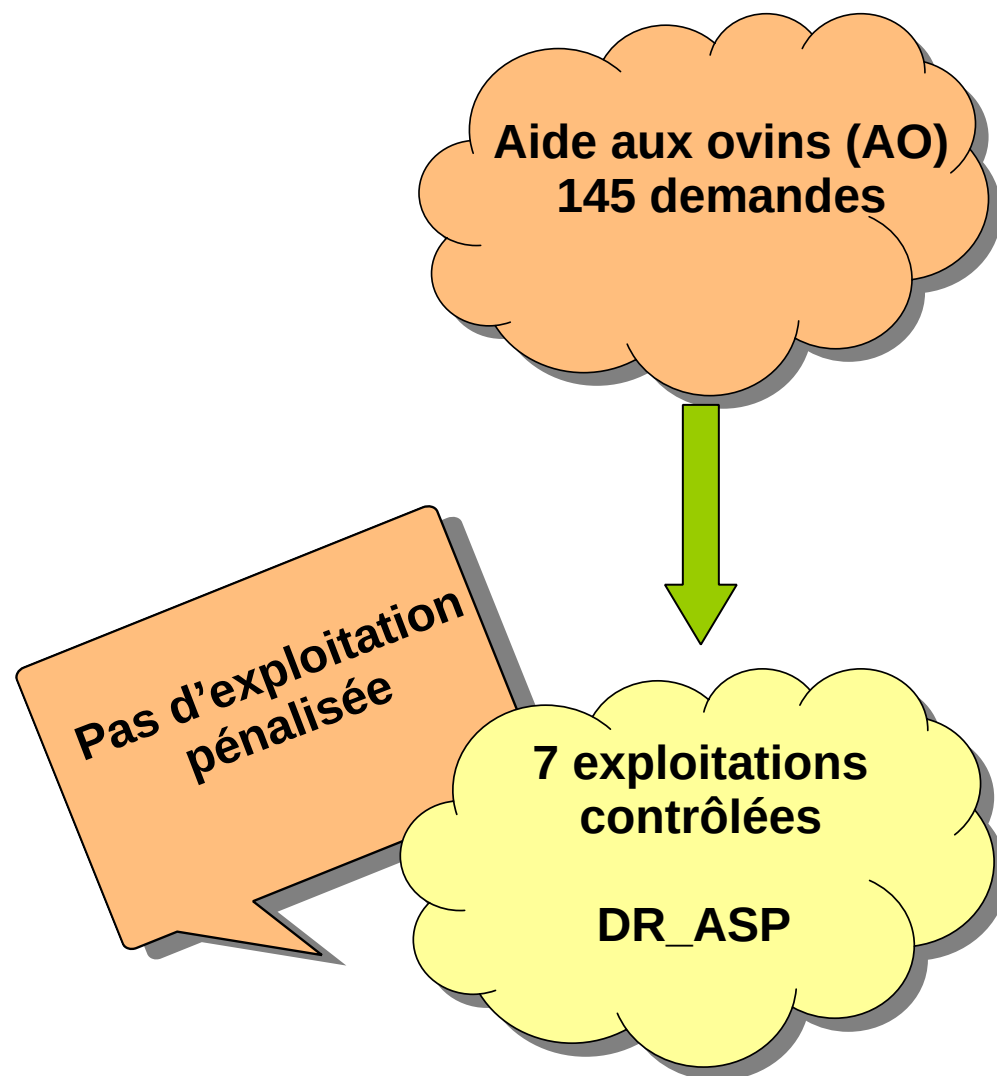 Aide aux ovins (AO)
145 demandes
Pas d’exploitation
pénalisée
7 exploitations
contrôlées
DR_ASP